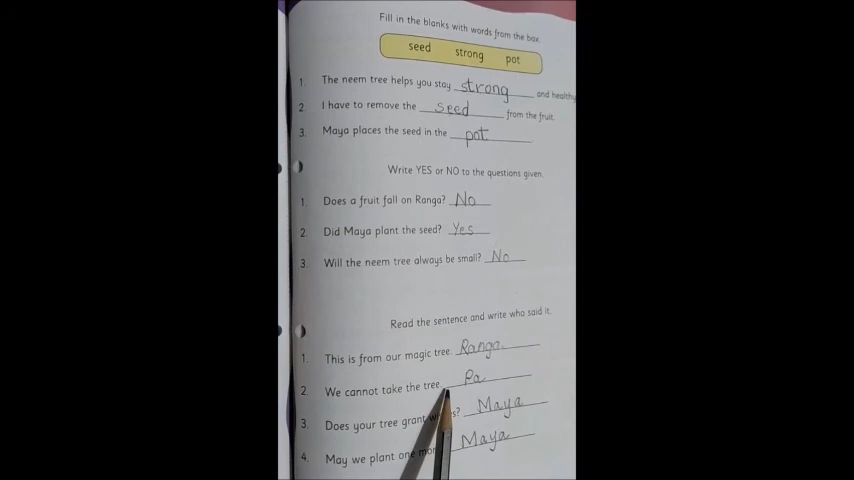 Fill in the blanks with words from the box.
seed strong pot
1. The neem tree helps you stay strong and healthy
2. I have to remove the seed from the fruit.
3. Maya places the seed in the pot
Write YES or NO to the questions given.
1. Does a fruit fall on Ranga? No
2. Did Maya plant the seed? Yes
3. Will the neem tree always be small? No
Read the sentence and write who said it.
1. This is from our magic tree. Ranga.
2. We cannot take the tree. Pa
3. Does your tree grant Maya
4. May we plant one Maya